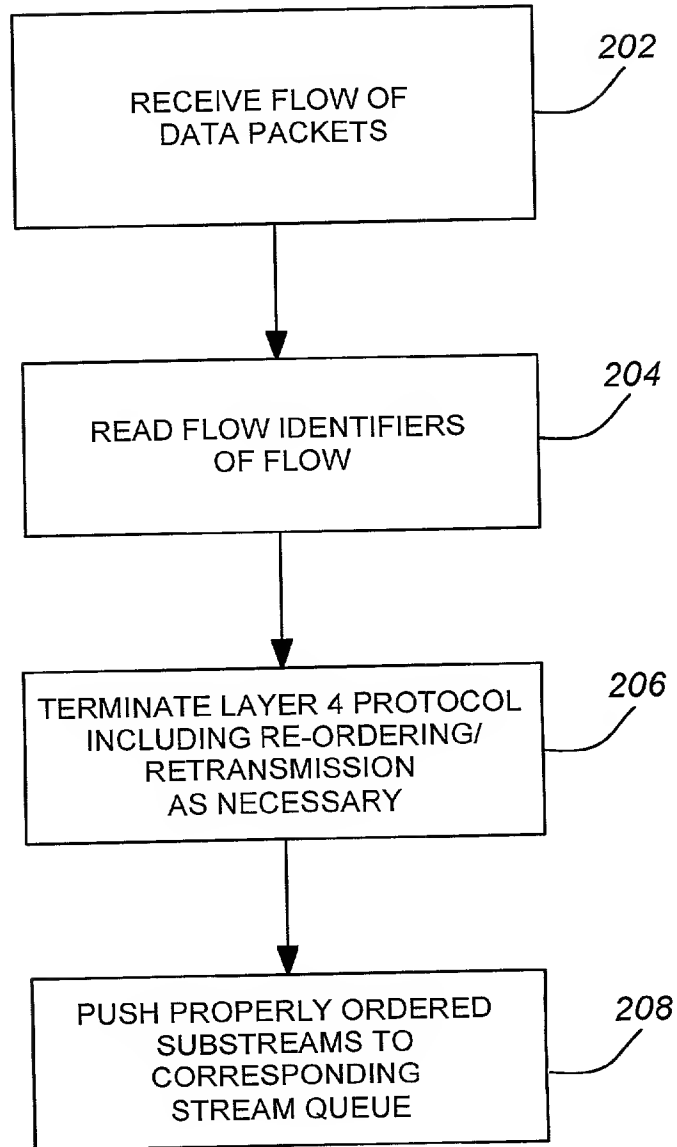 RECEIVE FLOW OF
DATA PACKETS
202
READ FLOW IDENTIFIERS
OF FLOW
204
TERMINATE LAYER 4 PROTOCOL
INCLUDING RE-ORDERING/
RETRANSMISSION
AS NECESSARY
206
PUSH PROPERLY ORDERED
SUBSTREAMS TO
CORRESPONDING
STREAM QUEUE
208